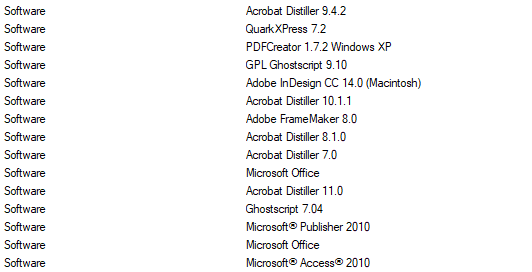 Software Acrobat Distiller 9.4.2
Software QuarkXPress 7.2
Software PDFCreator 1.7.2 Windows XP
Software GPL Ghostscript 9.10
Software Adobe InDesign CC 14.0 (Macintosh)
Software Acrobat Distiller 10.1.1
Software Adobe FrameMaker 8.0
Software Acrobat Distiller 8.1.0
Software Acrobat Distiller 7.0
Software Microsoft Office
Software Acrobat Distiller 11.0
Software Ghostscript 7.04
Software Microsoft® Publisher 2010
Software Microsoft Office
Software Microsoft® Access® 2010